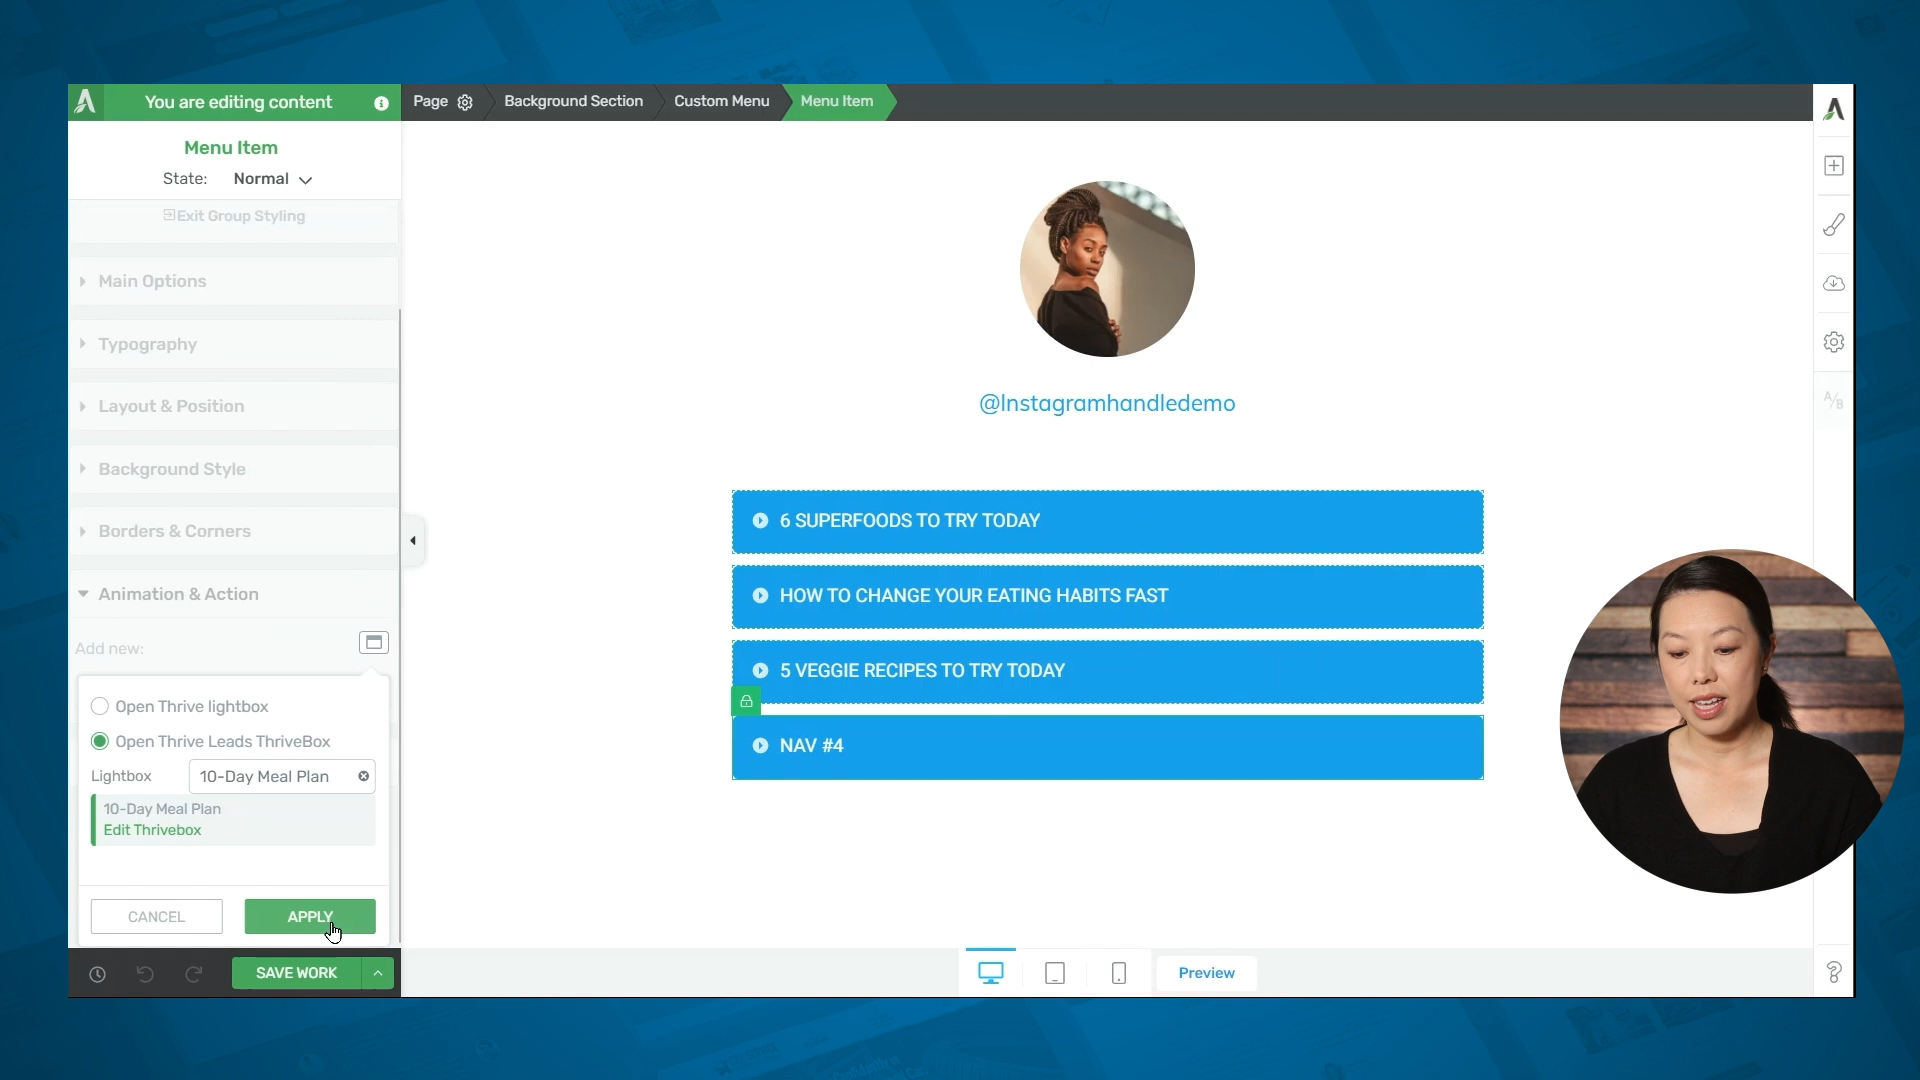 You are editing content
Page
Background Section
Custom Menu
Menu Item
Menu Item
State: Normal
Exit Group Styling
Main Options
Typography
Layout & Position
Background Style
Borders & Corners
Animation & Action
Add new:
Open Thrive lightbox
Open Thrive Leads ThriveBox
Lightbox 10-Day Meal Plan
10-Day Meal Plan
Edit Thrivebox
CANCEL APPLY
SAVE WORK
@Instagramhandledemo
6 SUPERFOODS TO TRY TODAY
HOW TO CHANGE YOUR EATING HABITS FAST
5 VEGGIE RECIPES TO TRY TODAY
NAV #4
Preview
A/B